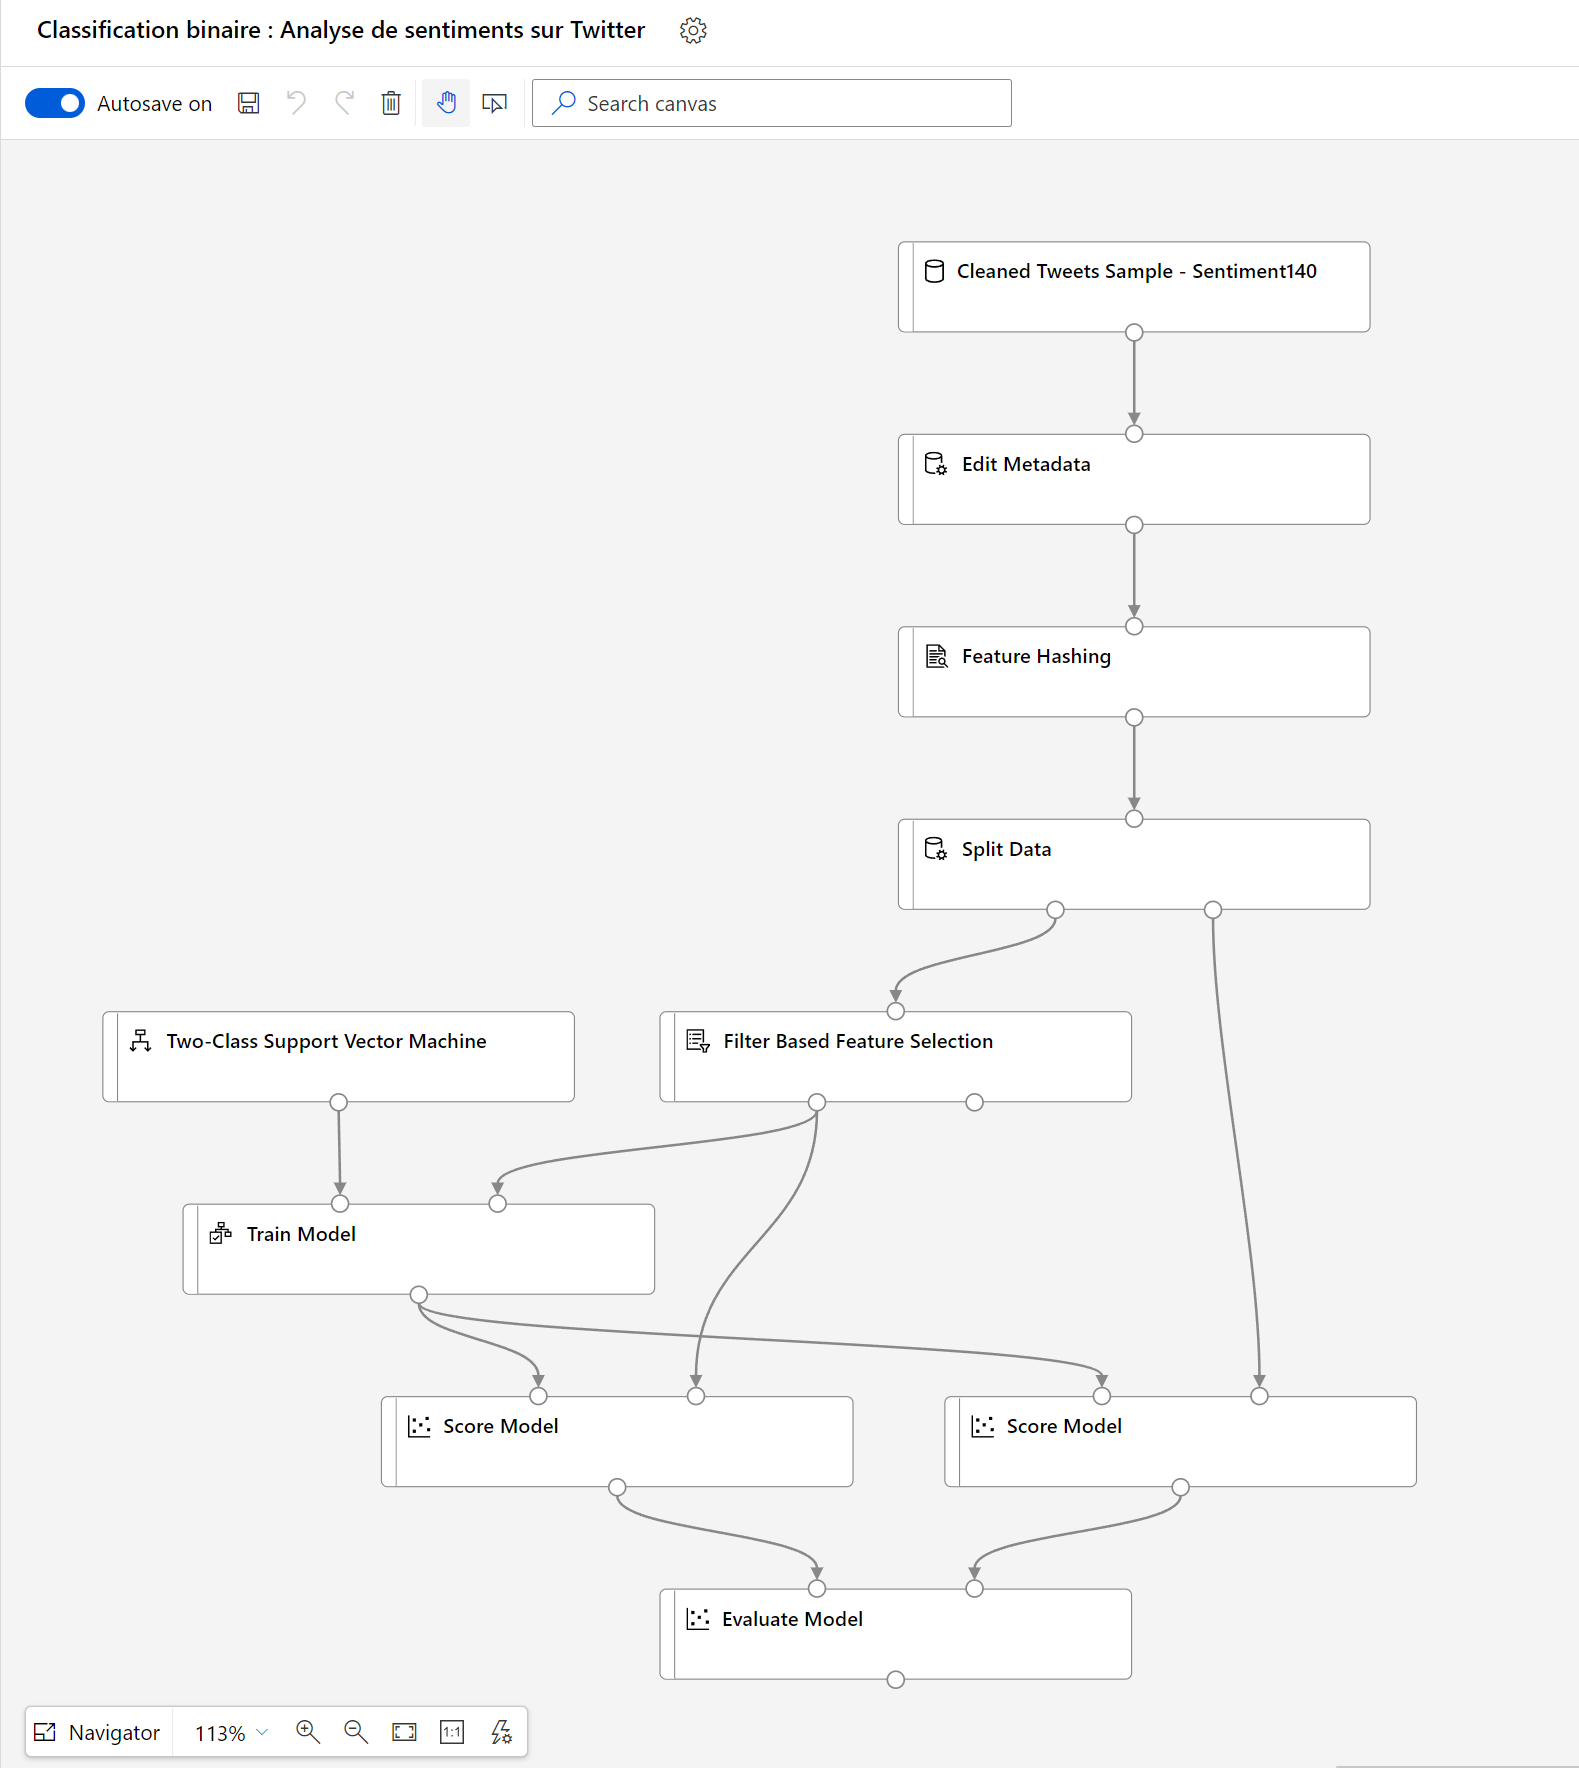 Classification binaire : Analyse de sentiments sur Twitter
Autosave on
Search canvas
Cleaned Tweets Sample - Sentiment140
Edit Metadata
Feature Hashing
Split Data
Two-Class Support Vector Machine
Filter Based Feature Selection
Train Model
Score Model
Score Model
Evaluate Model
Navigator
113%
1:1